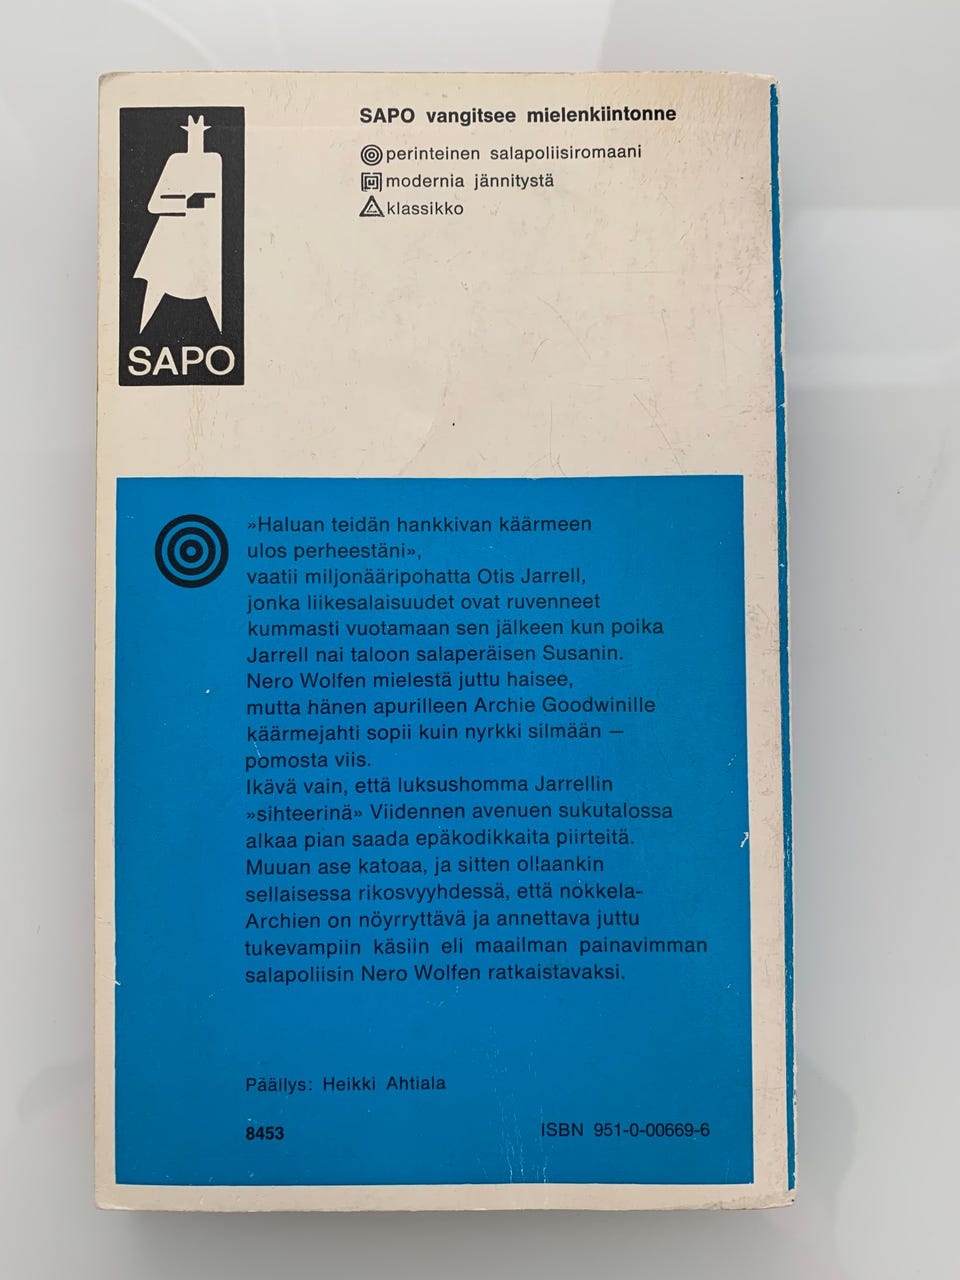 SAPO vangitsee mielenkiintonne
perinteinen salapoliisiromaani
modernia jännitystä
klassikko
SAPO
»Haluan teidän hankkivan käärmeen
ulos perheestäni»,
vaatii miljonääripohatta Otis Jarrell,
jonka liikesalaisuudet ovat ruvenneet
kummasti vuotamaan sen jälkeen kun poika
Jarrell nai taloon salaperäisen Susanin.
Nero Wolfen mielestä juttu haisee,
mutta hänen apurilleen Archie Goodwinille
käärmejahti sopii kuin nyrkki silmään —
pomosta viis.
Ikävä vain, että luksushomma Jarrellin
»sihteerinä» Viidennen avenuen sukutalossa
alkaa pian saada epäkodikkaita piirteitä.
Muuan ase katoaa, ja sitten ollaankin
sellaisessa rikosvyyhdessä, että nokkela-
Archien on nöyrryttävä ja annettava juttu
tukevampiin käsiin eli maailman painavimman
salapoliisin Nero Wolfen ratkaistavaksi.
Päällys: Heikki Ahtiala
8453
ISBN 951-0-00669-6